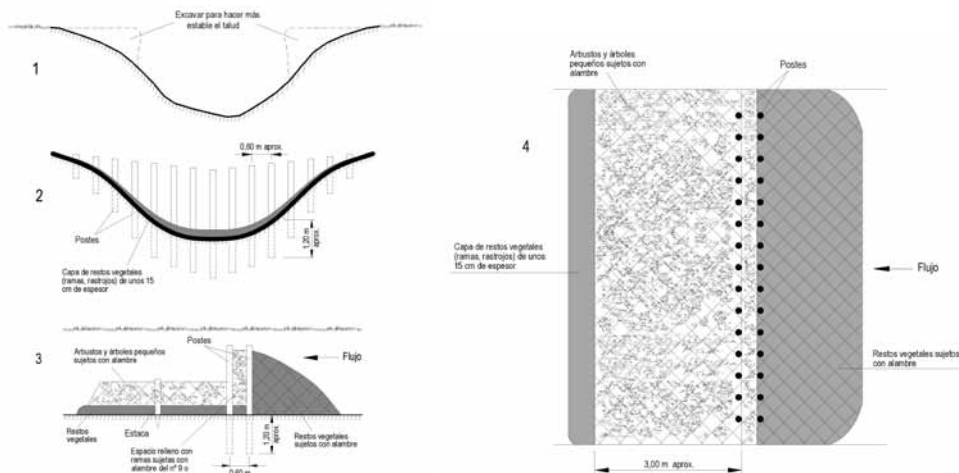 Excavar para hacer más
estable el talud
1
0,60 m aprox.
2
Postes
1,20 m
aprox.
Capa de restos vegetales
(ramas, rastrojos) de unos 15
cm de espesor
3
Postes
Arbustos y árboles pequeños
sujetos con alambre
Flujo
Restos
vegetales
Estaca
1,20 m
aprox.
Restos vegetales
sujetos con alambre
Espacio relleno con
ramas sujetas con
alambre del nº 9 o
0,60 m
Arbustos y árboles
pequeños sujetos con
alambre
Postes
4
Capa de restos vegetales
(ramas, rastrojos) de unos
15 cm de espesor
Flujo
Restos vegetales sujetos
con alambre
3,00 m aprox.